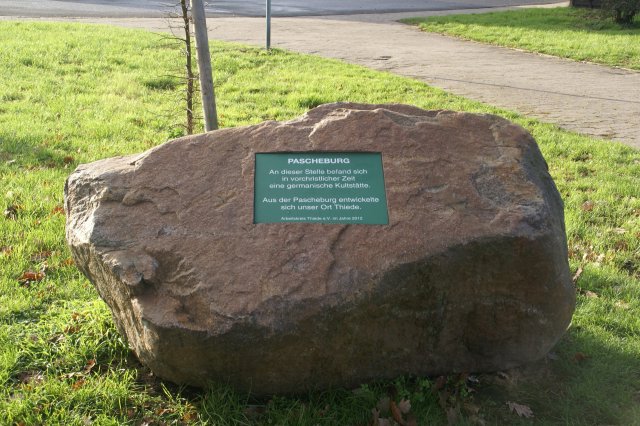 PASCHEBURG
An dieser Stelle befand sich
in vorchristlicher Zeit
eine germanische Kultstätte.
Aus der Pascheburg entwickelte
sich unser Ort Thiede.
Arbeitskreis Thiede e.V. im Jahre 2012